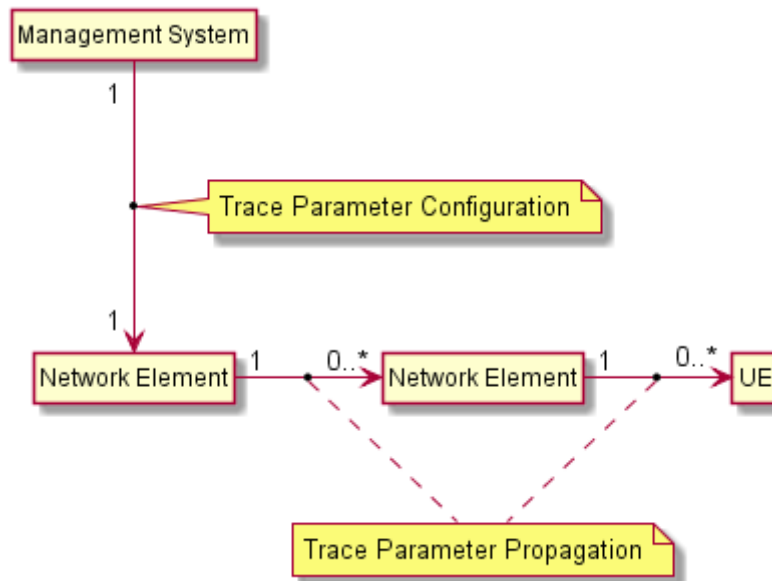 Management System
1
Trace Parameter Configuration
1
Network Element 1 0..* Network Element 1 0..* UE
Trace Parameter Propagation